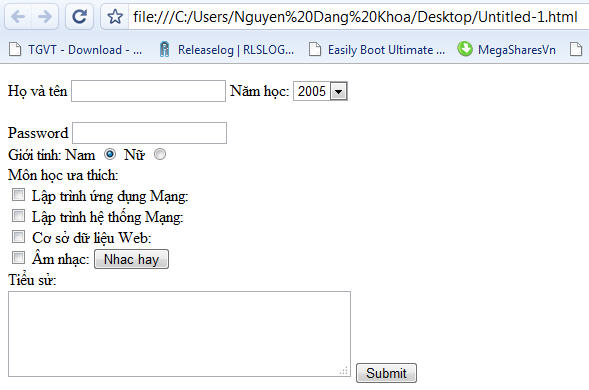 file:///C:/Users/Nguyen%20Dang%20Khoa/Desktop/Untitled-1.html
TGVT - Download - ... Releaselog | RLSLOG... Easily Boot Ultimate ... MegaSharesVn
Họ và tên Năm học: 2005
Password
Giới tính: Nam Nữ
Môn học ưa thích:
Lập trình ứng dụng Mạng:
Lập trình hệ thống Mạng:
Cơ sở dữ liệu Web:
Âm nhạc: Nhac hay
Tiểu sử:
Submit